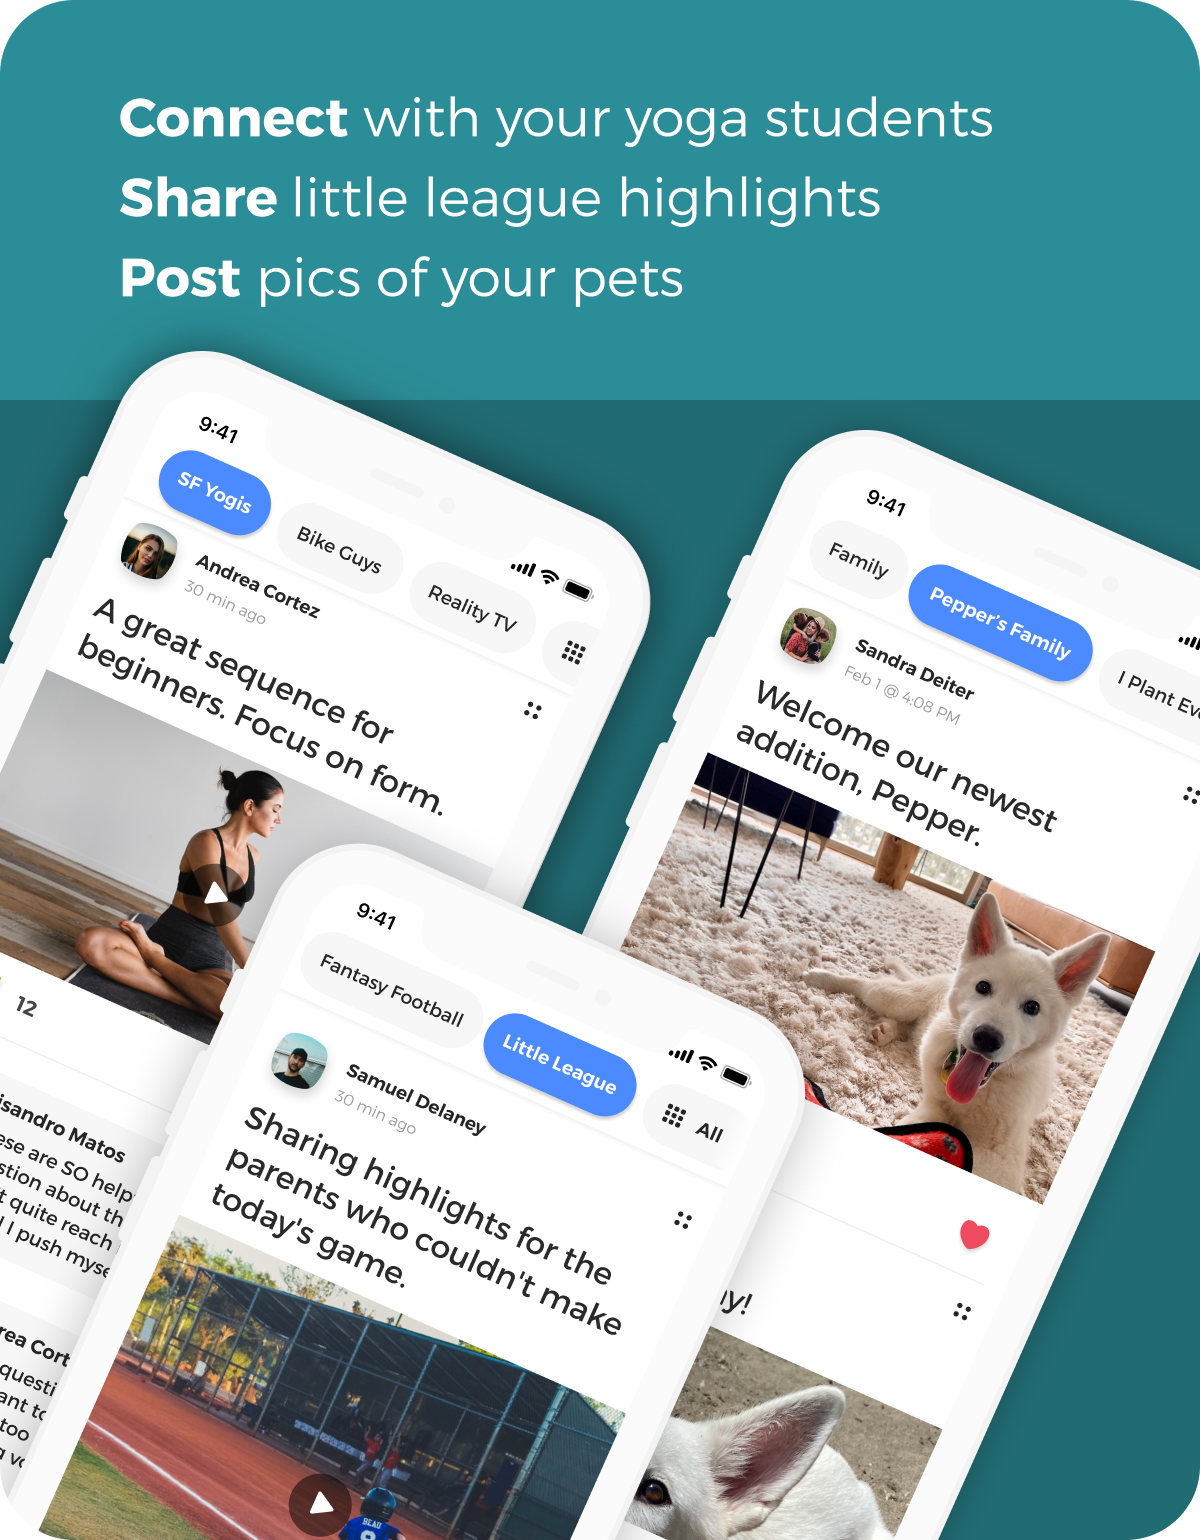 Connect with your yoga students
Share little league highlights
Post pics of your pets
9:41
SF Yogis
Bike Guys
Reality TV
Andrea Cortez
30 min ago
A great sequence for
beginners. Focus on form.
12
isandro Matos
ese are SO help
stion about th
t quite reach
I push myse
rea Cort
questi
ant to
too
9:41
Family
Pepper's Family
I Plant Eve
Sandra Deiter
Feb 1 @ 4:08 PM
Welcome our newest
addition, Pepper.
y!
9:41
Fantasy Football
Little League
All
Samuel Delaney
30 min ago
Sharing highlights for the
parents who couldn't make
today's game.
BEAU